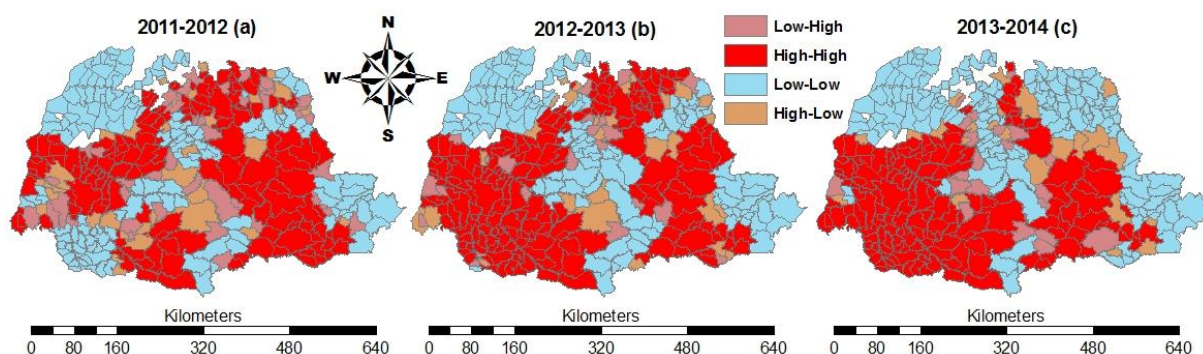 2011-2012 (a)
N
W E
S
2012-2013 (b)
Low-High
High-High
Low-Low
High-Low
2013-2014 (c)
Kilometers
0 80 160 320 480 640
Kilometers
0 80 160 320 480 640
Kilometers
0 80 160 320 480 640